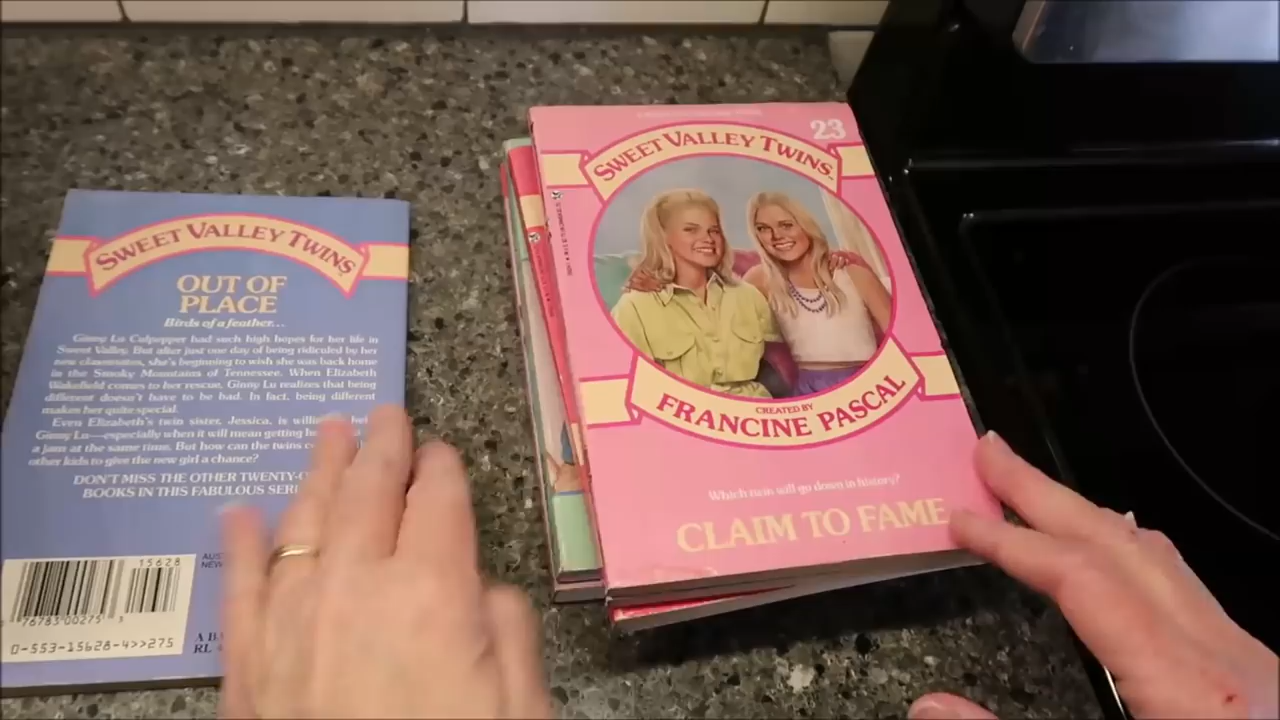 SWEET VALLEY TWINS
OUT OF
PLACE
Birds of a feather...
Ginny Lu Culpepper had such high hopes for her life in
Sweet Valley. But after just one day of being ridiculed by her
new classmates, she's beginning to wish she was back home
in the Smoky Mountains of Tennessee. When Elizabeth
Wakefield comes to her rescue, Ginny Lu realizes that being
different doesn't have to be bad. In fact, being different
makes her quite special.
Even Elizabeth's twin sister, Jessica, is
Ginny Lu—especially when it will mean getting
a jam at the same time. But how can the twins
other kids to give the new girl a chance?
DON'T MISS THE OTHER
BOOKS IN THIS FABULOUS
15628
76783 00275
0-553-15628-4>>275
RL
23
SWEET VALLEY TWINS
CREATED BY
FRANCINE PASCAL
Which twin will go down in history?
CLAIM TO FAME